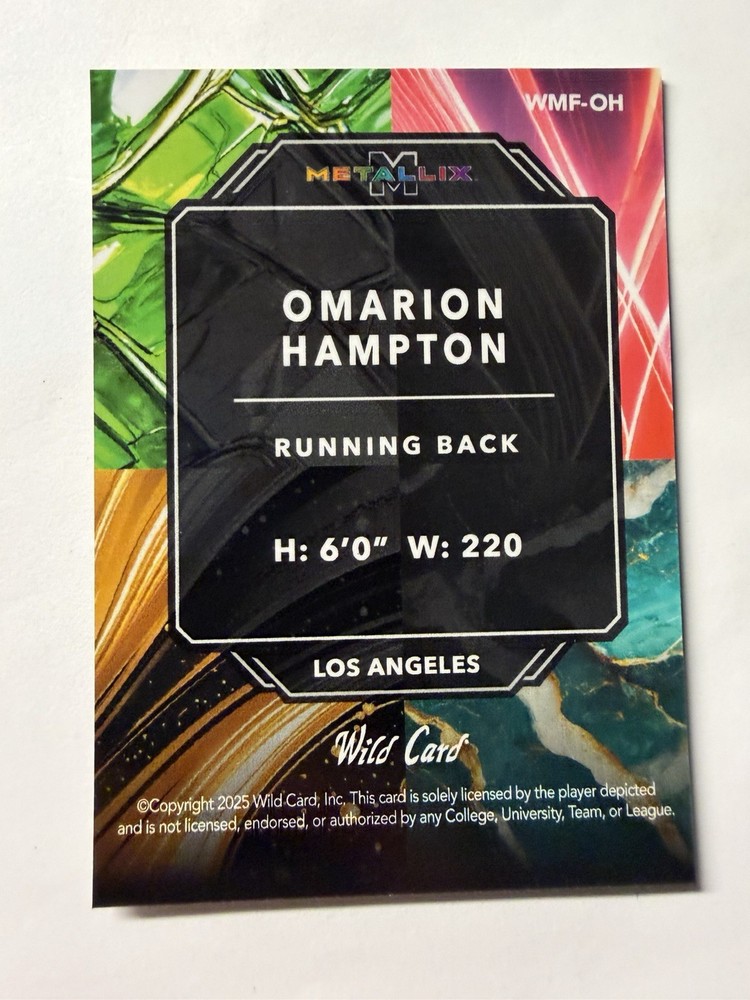 WMF-OH
M
METALLIX
OMARION
HAMPTON
RUNNING BACK
H: 6'0" W: 220
LOS ANGELES
Wild Card
©Copyright 2025 Wild Card, Inc. This card is solely licensed by the player depicted
and is not licensed, endorsed, or authorized by any College, University, Team, or League.